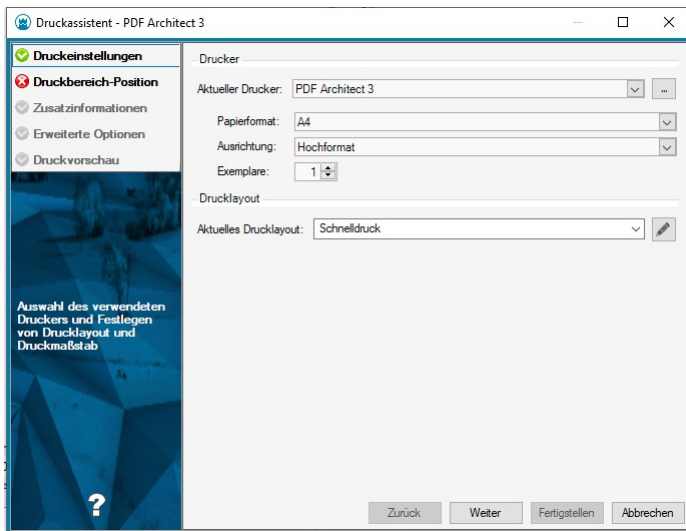 Druckassistent - PDF Architect 3
Druckeinstellungen
Druckbereich-Position
Zusatzinformationen
Erweiterte Optionen
Druckvorschau
Auswahl des verwendeten
Druckers und Festlegen
von Drucklayout und
Druckmaßstab
?
Drucker
Aktueller Drucker: PDF Architect 3 ...
Papierformat: A4
Ausrichtung: Hochformat
Exemplare: 1
Drucklayout
Aktuelles Drucklayout: Schnelldruck
Zurück Weiter Fertigstellen Abbrechen